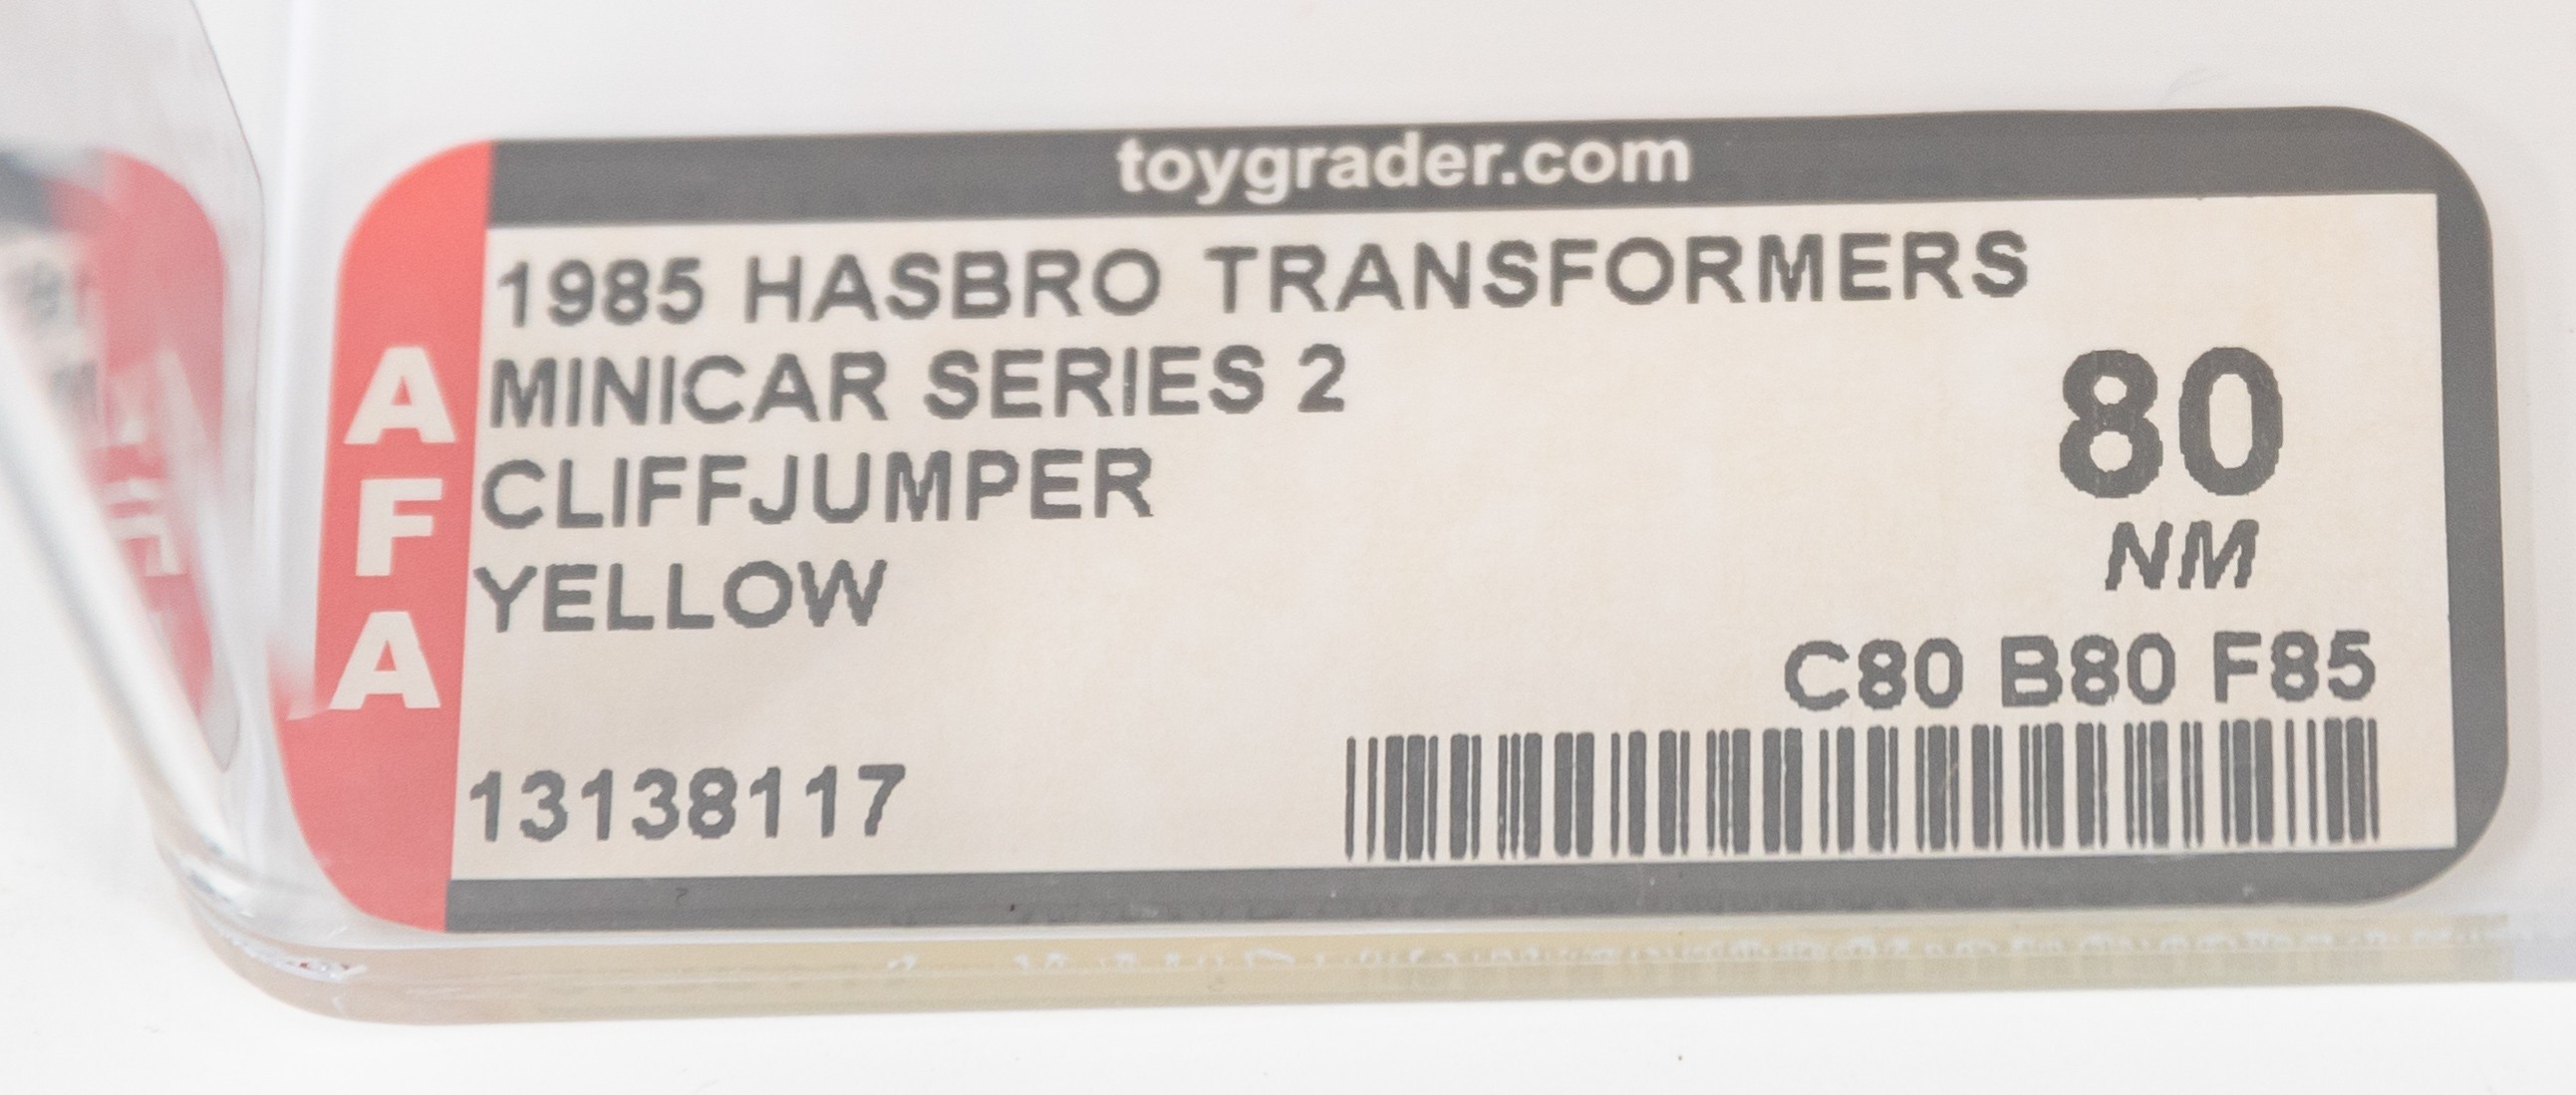 toygrader.com
AFA
1985 HASBRO TRANSFORMERS
MINICAR SERIES 2
CLIFFJUMPER
YELLOW
80
NM
C80 B80 F85
13138117